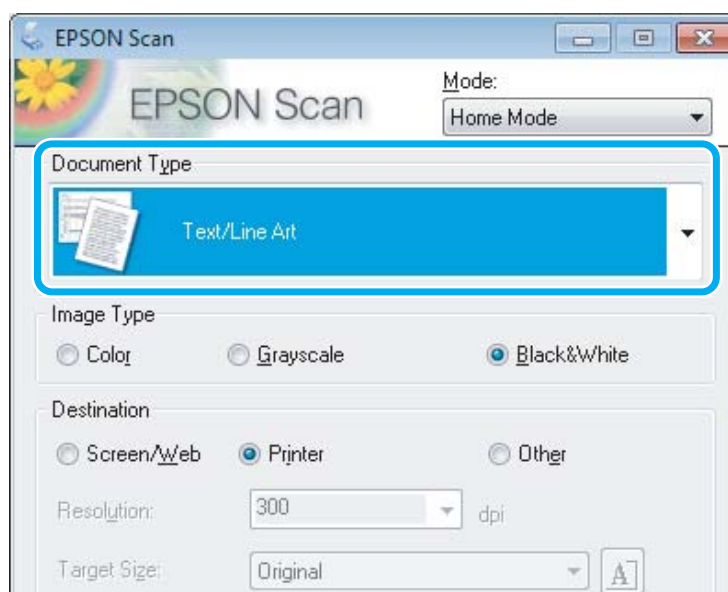 EPSON Scan
EPSON Scan
Mode:
Home Mode
Document Type
Text/Line Art
Image Type
Color Grayscale Black&White
Destination
Screen/Web Printer Other
Resolution: 300 dpi
Target Size: Original A